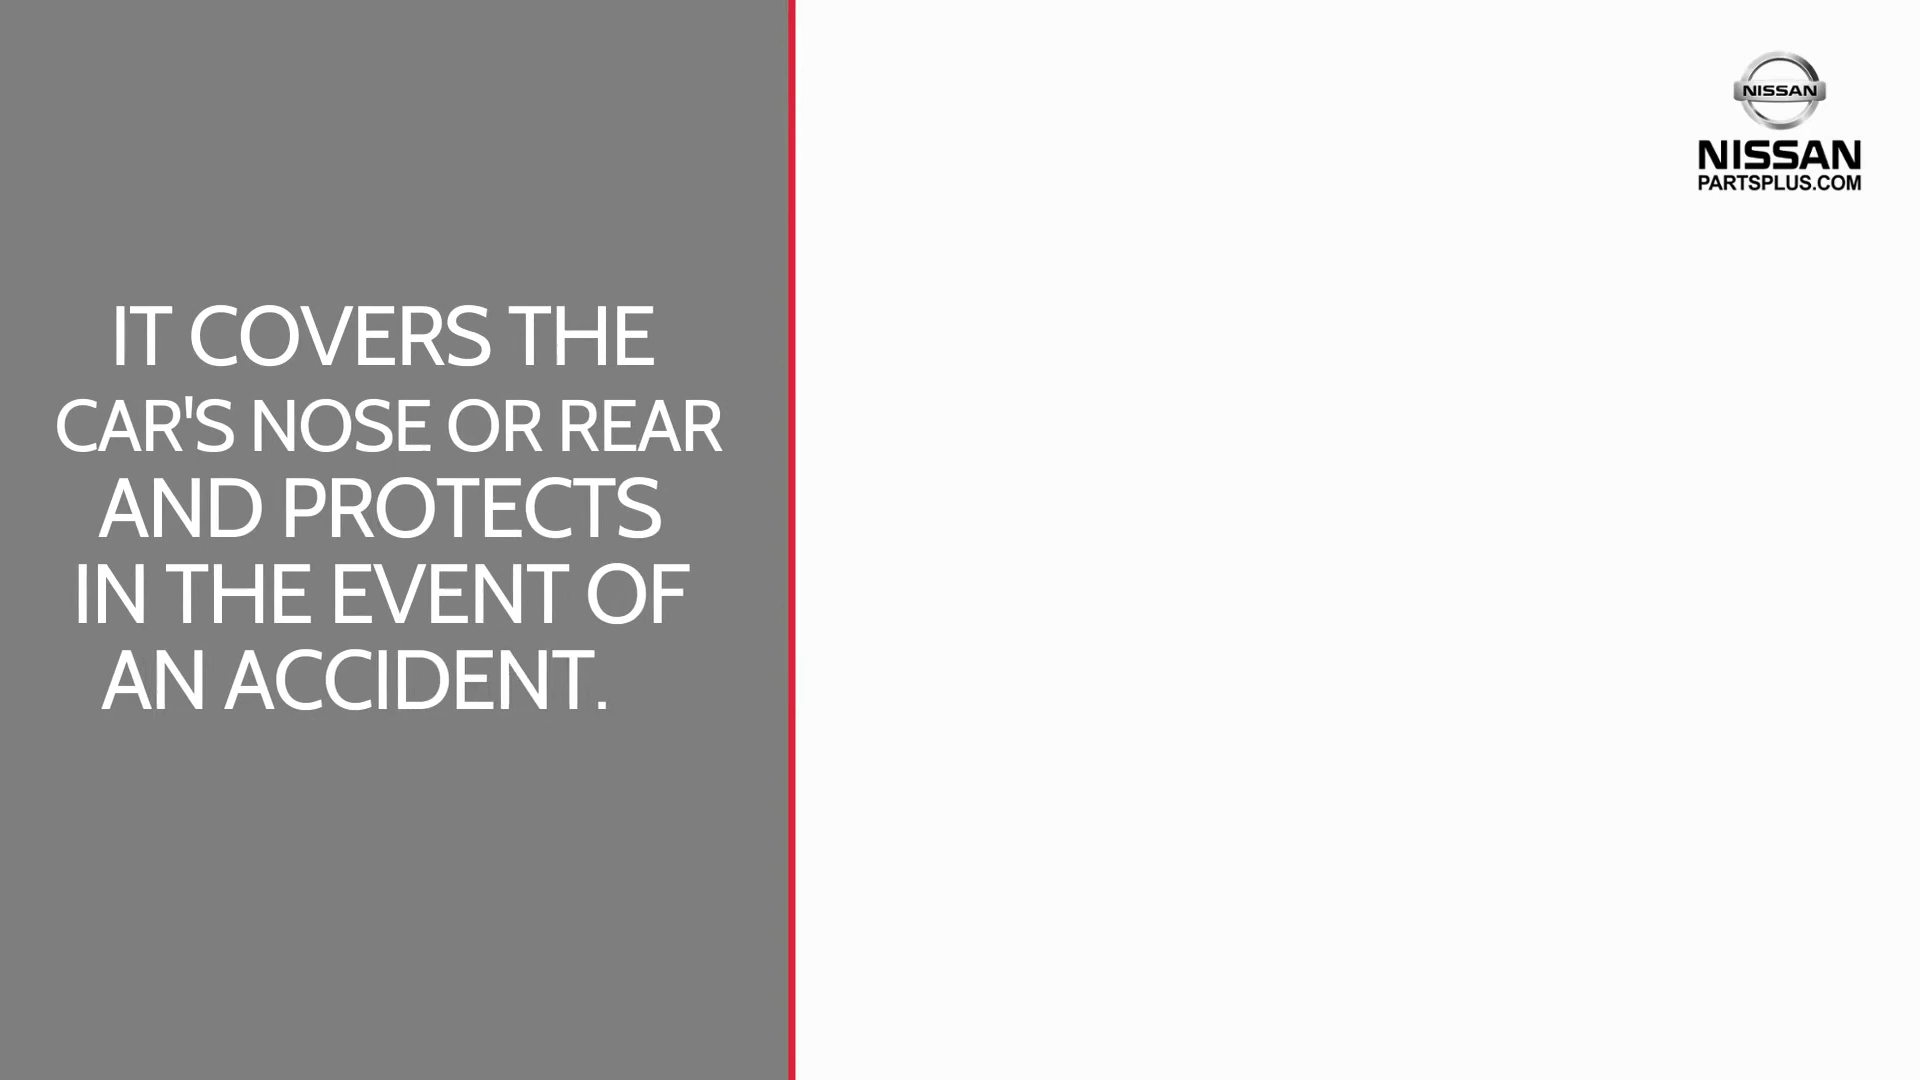 IT COVERS THE
CAR'S NOSE OR REAR
AND PROTECTS
IN THE EVENT OF
AN ACCIDENT.
NISSAN
NISSAN
PARTSPLUS.COM